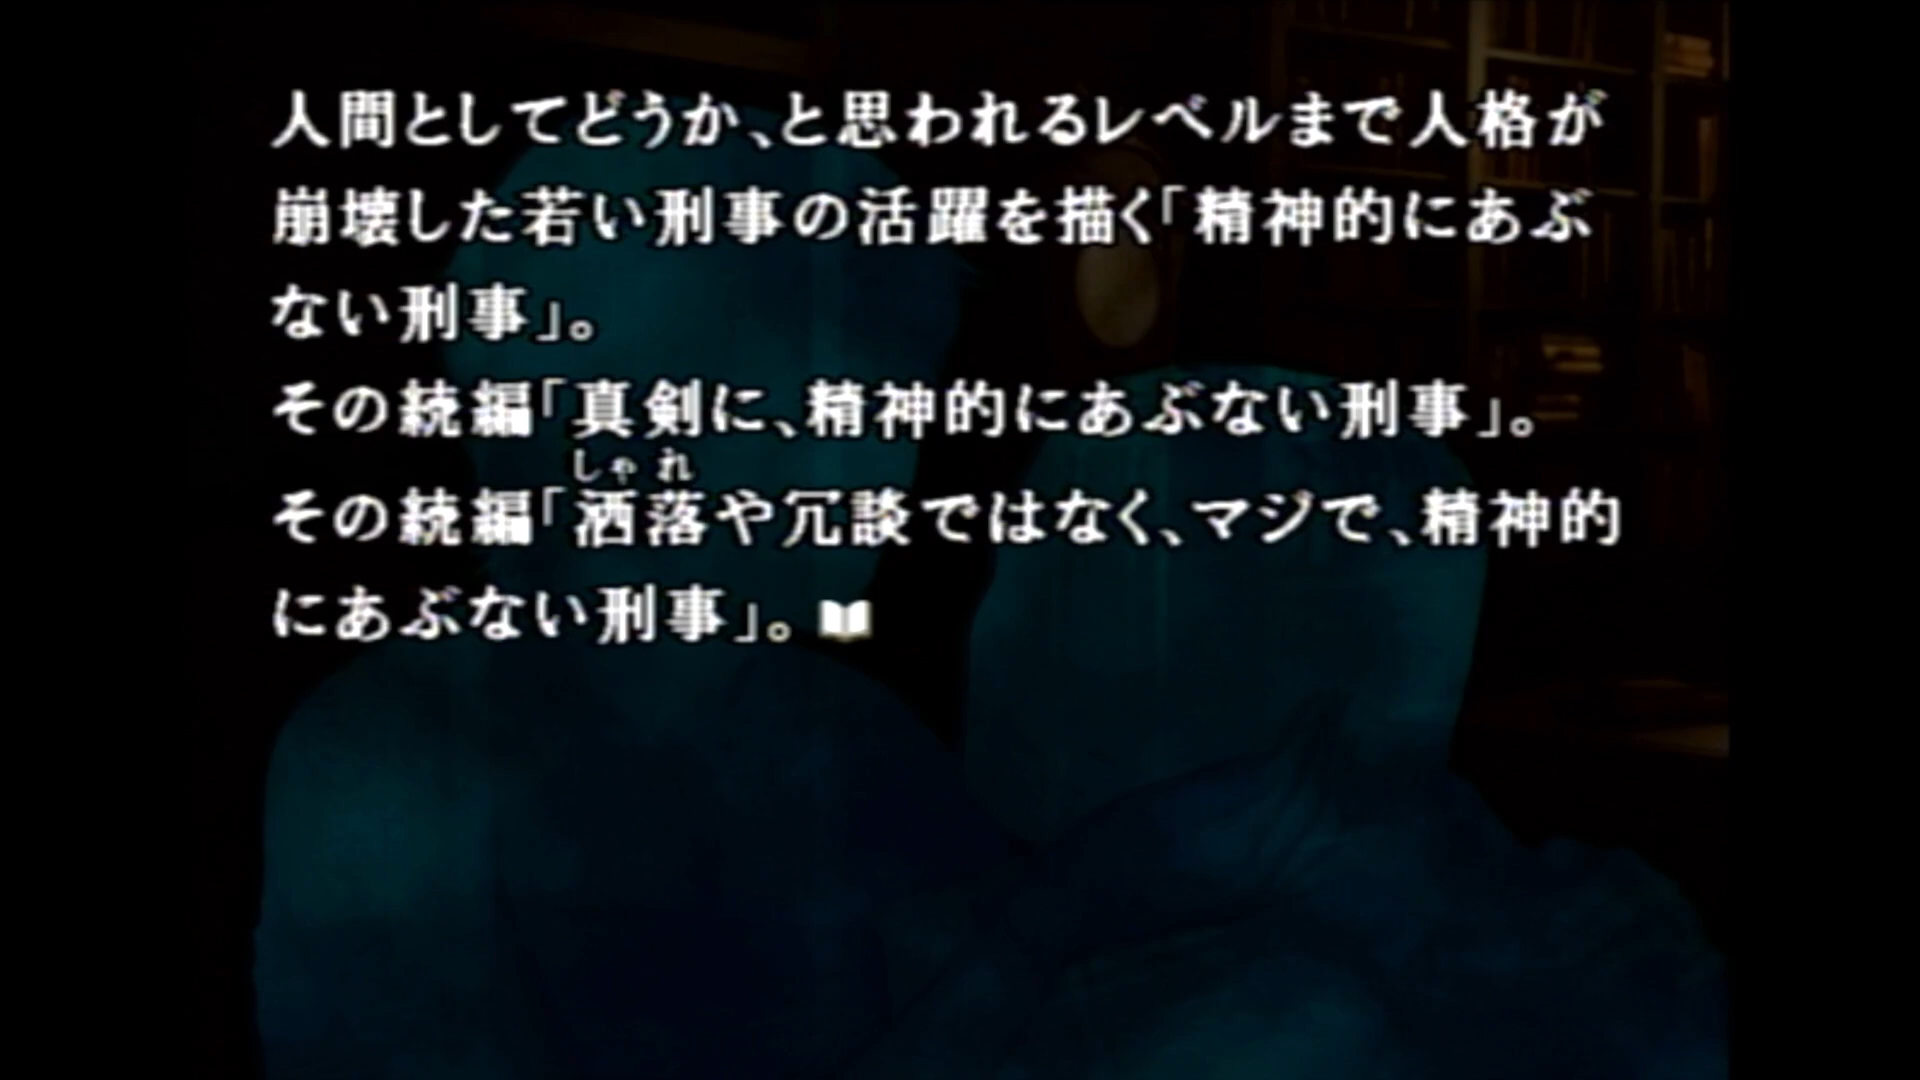 人間としてどうか、と思われるレベルまで人格が
崩壊した若い刑事の活躍を描く「精神的にあぶ
ない刑事」。
その続編「真剣に、精神的にあぶない刑事」。
しゃれ
その続編「洒落や冗談ではなく、マジで、精神的
にあぶない刑事」。